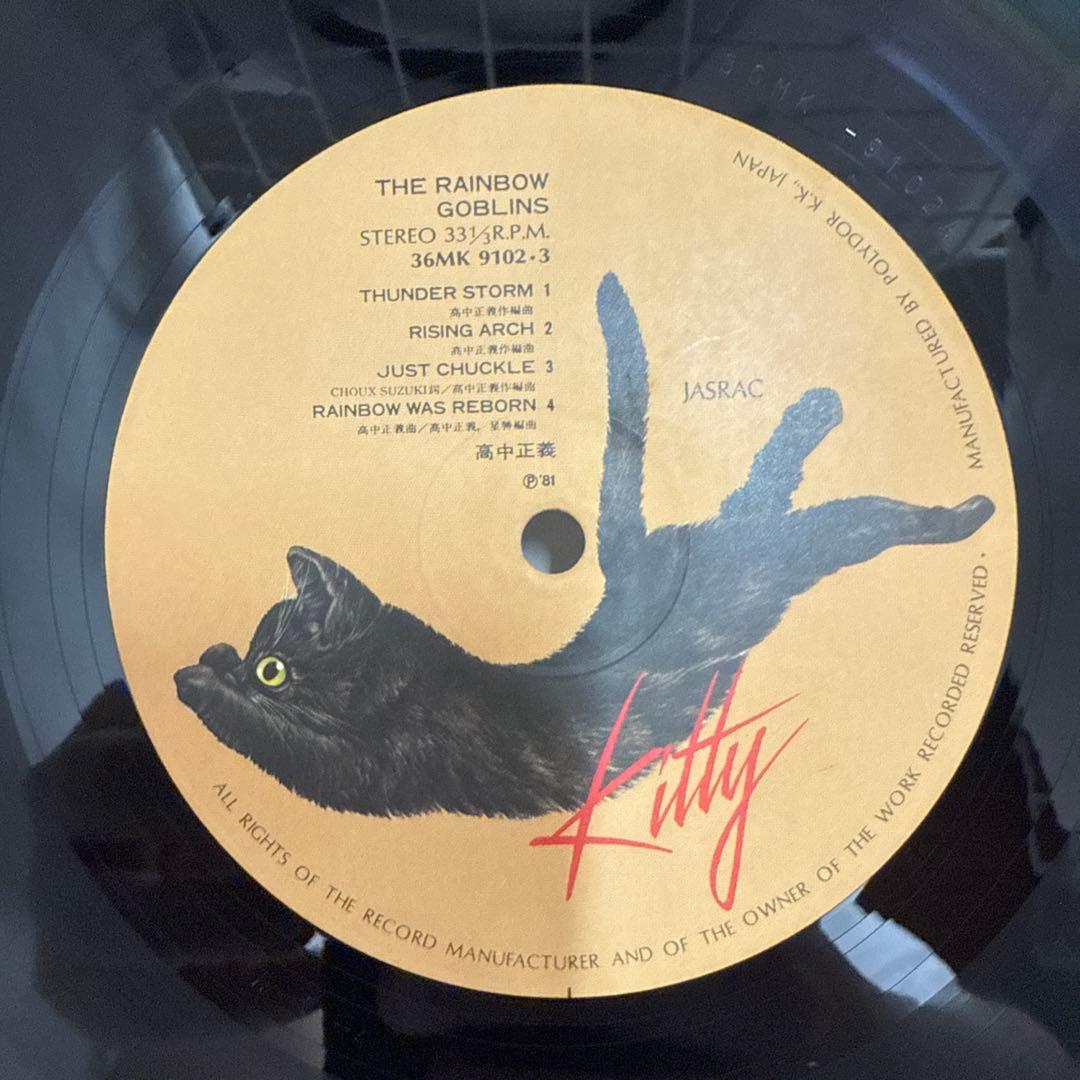 THE RAINBOW
GOBLINS
STEREO 33⅓R.P.M.
36MK 9102・3
THUNDER STORM 1
高中正義作編曲
RISING ARCH 2
高中正義作編曲
JUST CHUCKLE 3
CHOUX SUZUKI詞／高中正義作編曲
RAINBOW WAS REBORN 4
高中正義曲／高中正義, 星勝編曲
高中正義
Ⓟ'81
JASRAC
Kitty
ALL RIGHTS OF THE RECORD MANUFACTURER AND OF THE OWNER OF THE WORK RECORDED RESERVED・MANUFACTURED BY POLYDOR K.K., JAPAN